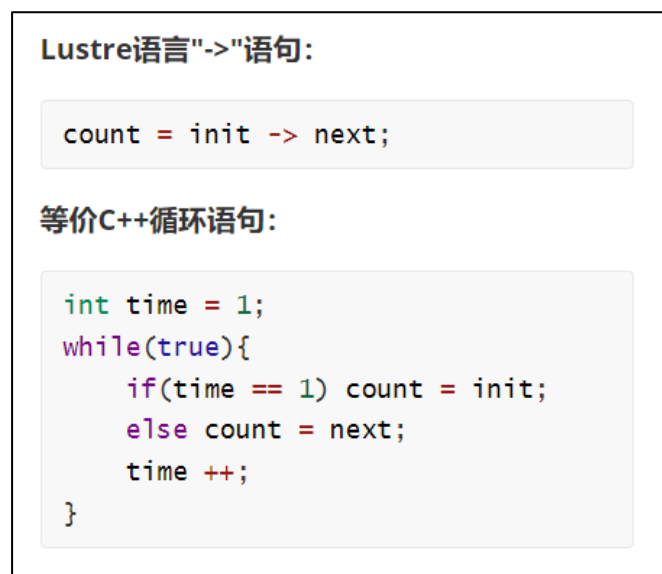 Lustre语言"->"语句：
count = init -> next;
等价C++循环语句：
int time = 1;
while(true){
    if(time == 1) count = init;
    else count = next;
    time ++;
}